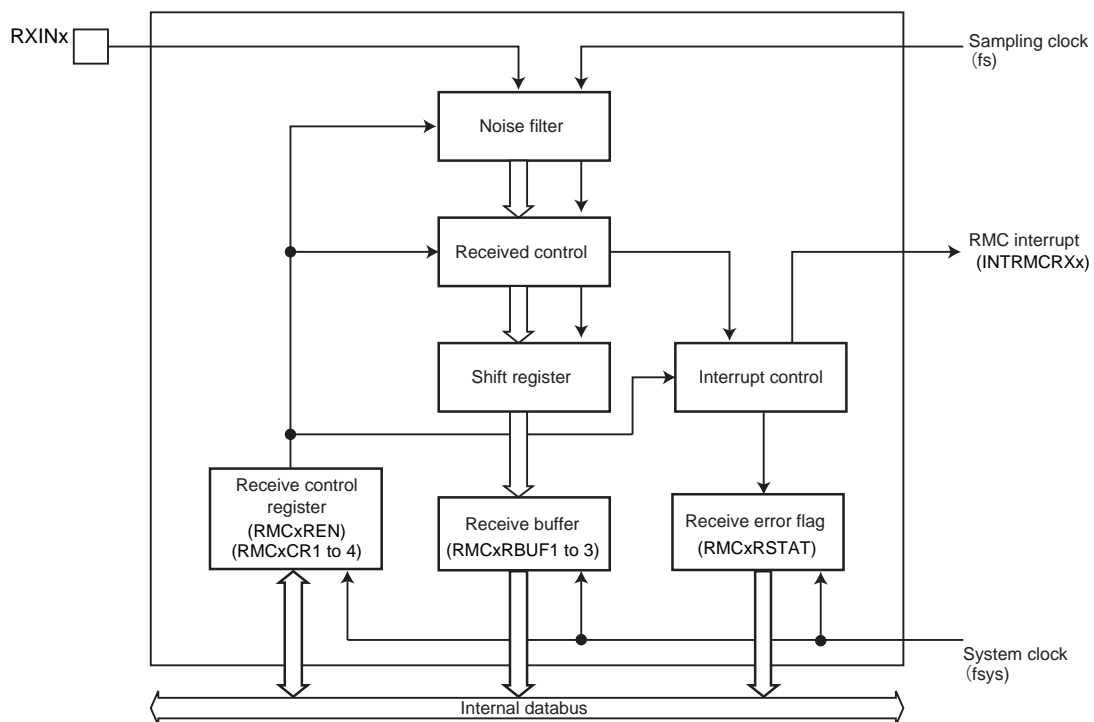 RXINx
Sampling clock
(fs)
Noise filter
Received control
RMC interrupt
(INTRMCRXx)
Shift register
Interrupt control
Receive control
register
(RMCxREN)
(RMCxCR1 to 4)
Receive buffer
(RMCxRBUF1 to 3)
Receive error flag
(RMCxRSTAT)
System clock
(fsys)
Internal databus